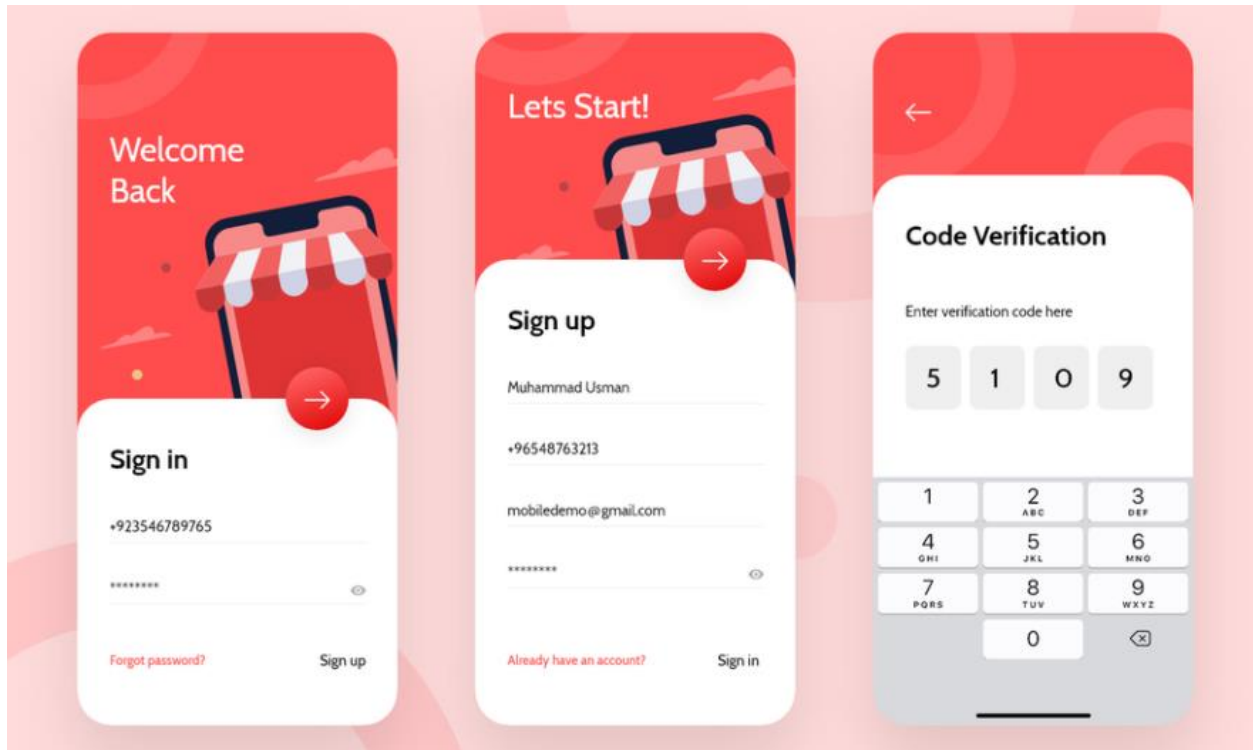 Welcome
Back
Sign in
+923546789765
********
Forgot password?
Sign up
Lets Start!
Sign up
Muhammad Usman
+96548763213
mobiledemo@gmail.com
********
Already have an account?
Sign in
Code Verification
Enter verification code here
5 1 0 9
1 2 3
ABC DEF
4 5 6
GHI JKL MNO
7 8 9
PQRS TUV WXYZ
0